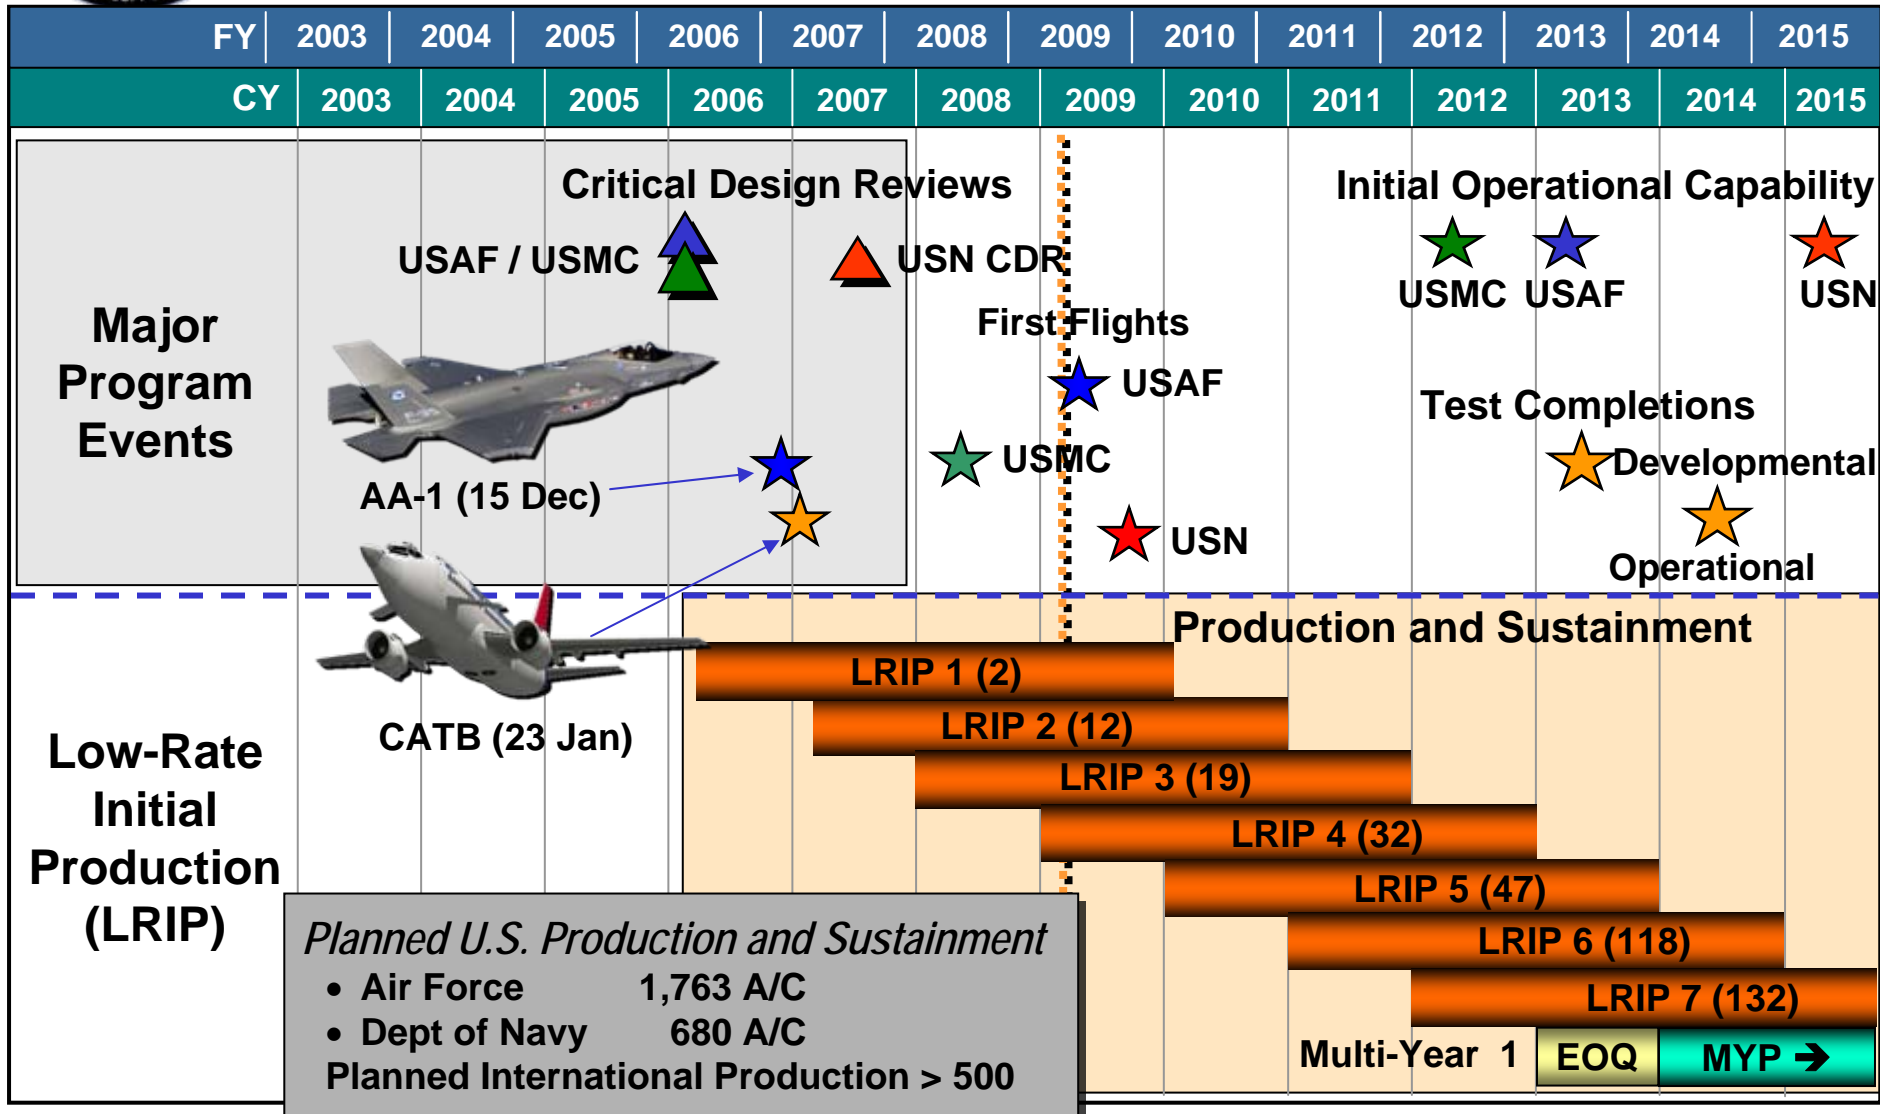 FY 2003 2004 2005 2006 2007 2008 2009 2010 2011 2012 2013 2014 2015
CY 2003 2004 2005 2006 2007 2008 2009 2010 2011 2012 2013 2014 2015
Critical Design Reviews
Initial Operational Capability
USAF / USMC
USN CDR
USMC USAF USN
Major
Program
Events
First Flights
USAF
Test Completions
USMC
Developmental
AA-1 (15 Dec)
USN
Operational
Production and Sustainment
LRIP 1 (2)
CATB (23 Jan)
LRIP 2 (12)
LRIP 3 (19)
LRIP 4 (32)
LRIP 5 (47)
LRIP 6 (118)
LRIP 7 (132)
Low-Rate
Initial
Production
(LRIP)
Planned U.S. Production and Sustainment
• Air Force 1,763 A/C
• Dept of Navy 680 A/C
Planned International Production > 500
Multi-Year 1 EOQ MYP ➔